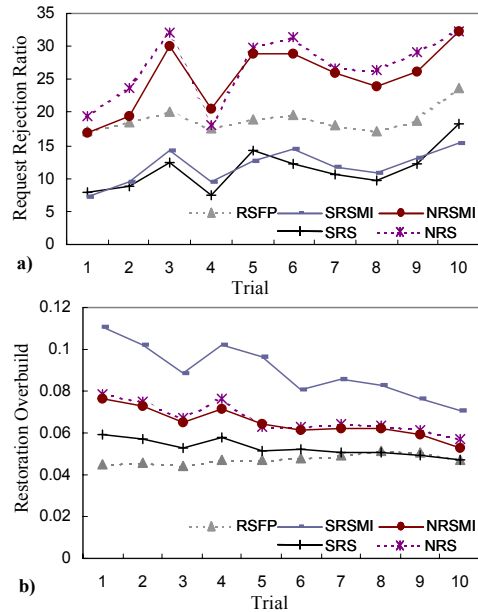 35
30
25
20
15
10
5
0
Request Rejection Ratio
RSFP SRSMI NRSMI
SRS NRS
1 2 3 4 5 6 7 8 9 10
a) Trial
0.12
0.1
0.08
0.06
0.04
0.02
0
Restoration Overbuild
RSFP SRSMI NRSMI
SRS NRS
1 2 3 4 5 6 7 8 9 10
b) Trial